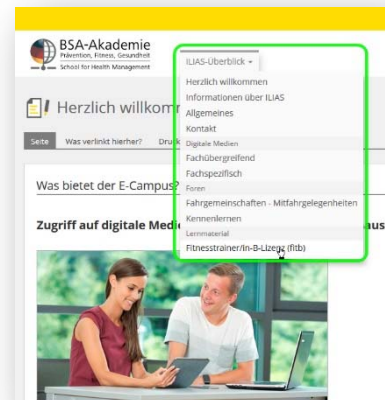 BSA-Akademie
Prävention, Fitness, Gesundheit
School for Health Management
ILIAS-Überblick
Herzlich willkommen
Informationen über ILIAS
Allgemeines
Kontakt
Digitale Medien
Fachübergreifend
Fachspezifisch
Foren
Fahrgemeinschaften - Mitfahrgelegenheiten
Kennenlernen
Lernmaterial
Fitnesstrainer/in-B-Lizenz (fitb)
Herzlich willkom
Seite Was verlinkt hierher? Druc
Was bietet der E-Campus?
Zugriff auf digitale Medie aus